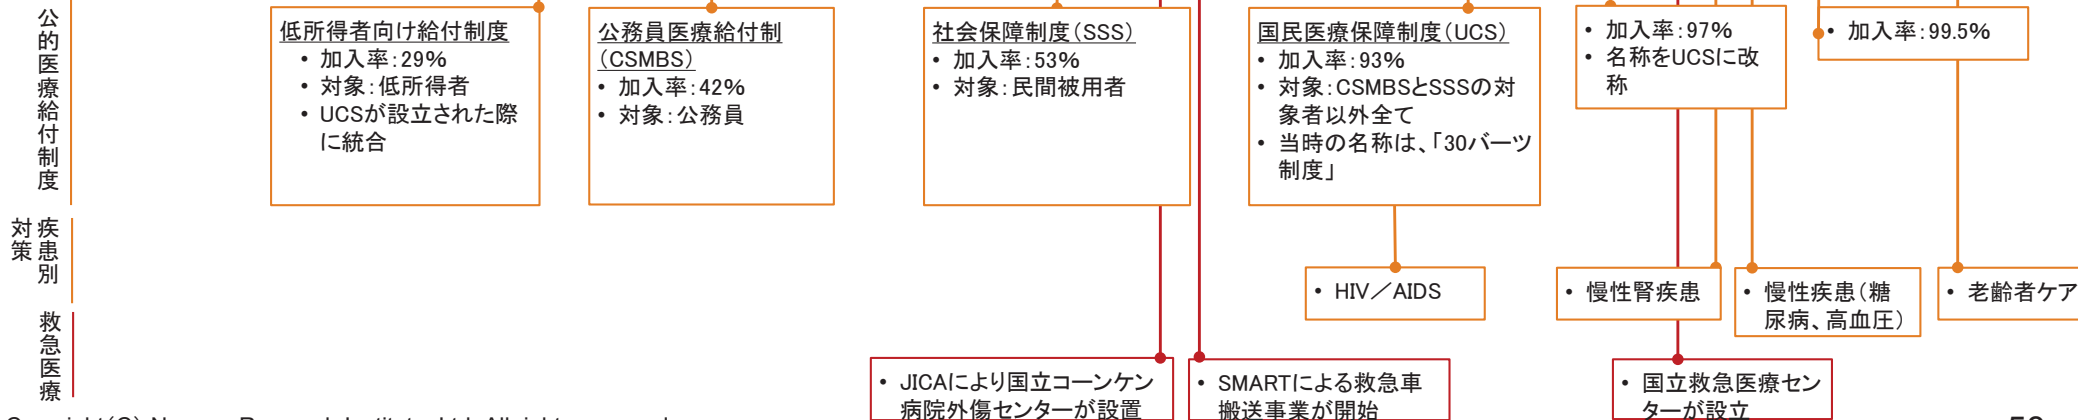 公的医療給付制度
低所得者向け給付制度
• 加入率：29%
• 対象：低所得者
• UCSが設立された際
に統合
公務員医療給付制
（CSMBS）
• 加入率：42%
• 対象：公務員
社会保障制度（SSS）
• 加入率：53%
• 対象：民間被用者
国民医療保障制度（UCS）
• 加入率：93%
• 対象：CSMBSとSSSの対
象者以外全て
• 当時の名称は、「30バーツ
制度」
• 加入率：97%
• 名称をUCSに改
称
• 加入率：99.5%
疾患別
対策
• HIV／AIDS
• 慢性腎疾患
• 慢性疾患（糖
尿病、高血圧）
• 老齢者ケア
救急医療
• JICAにより国立コーンケン
病院外傷センターが設置
• SMARTによる救急車
搬送事業が開始
• 国立救急医療セン
ターが設立